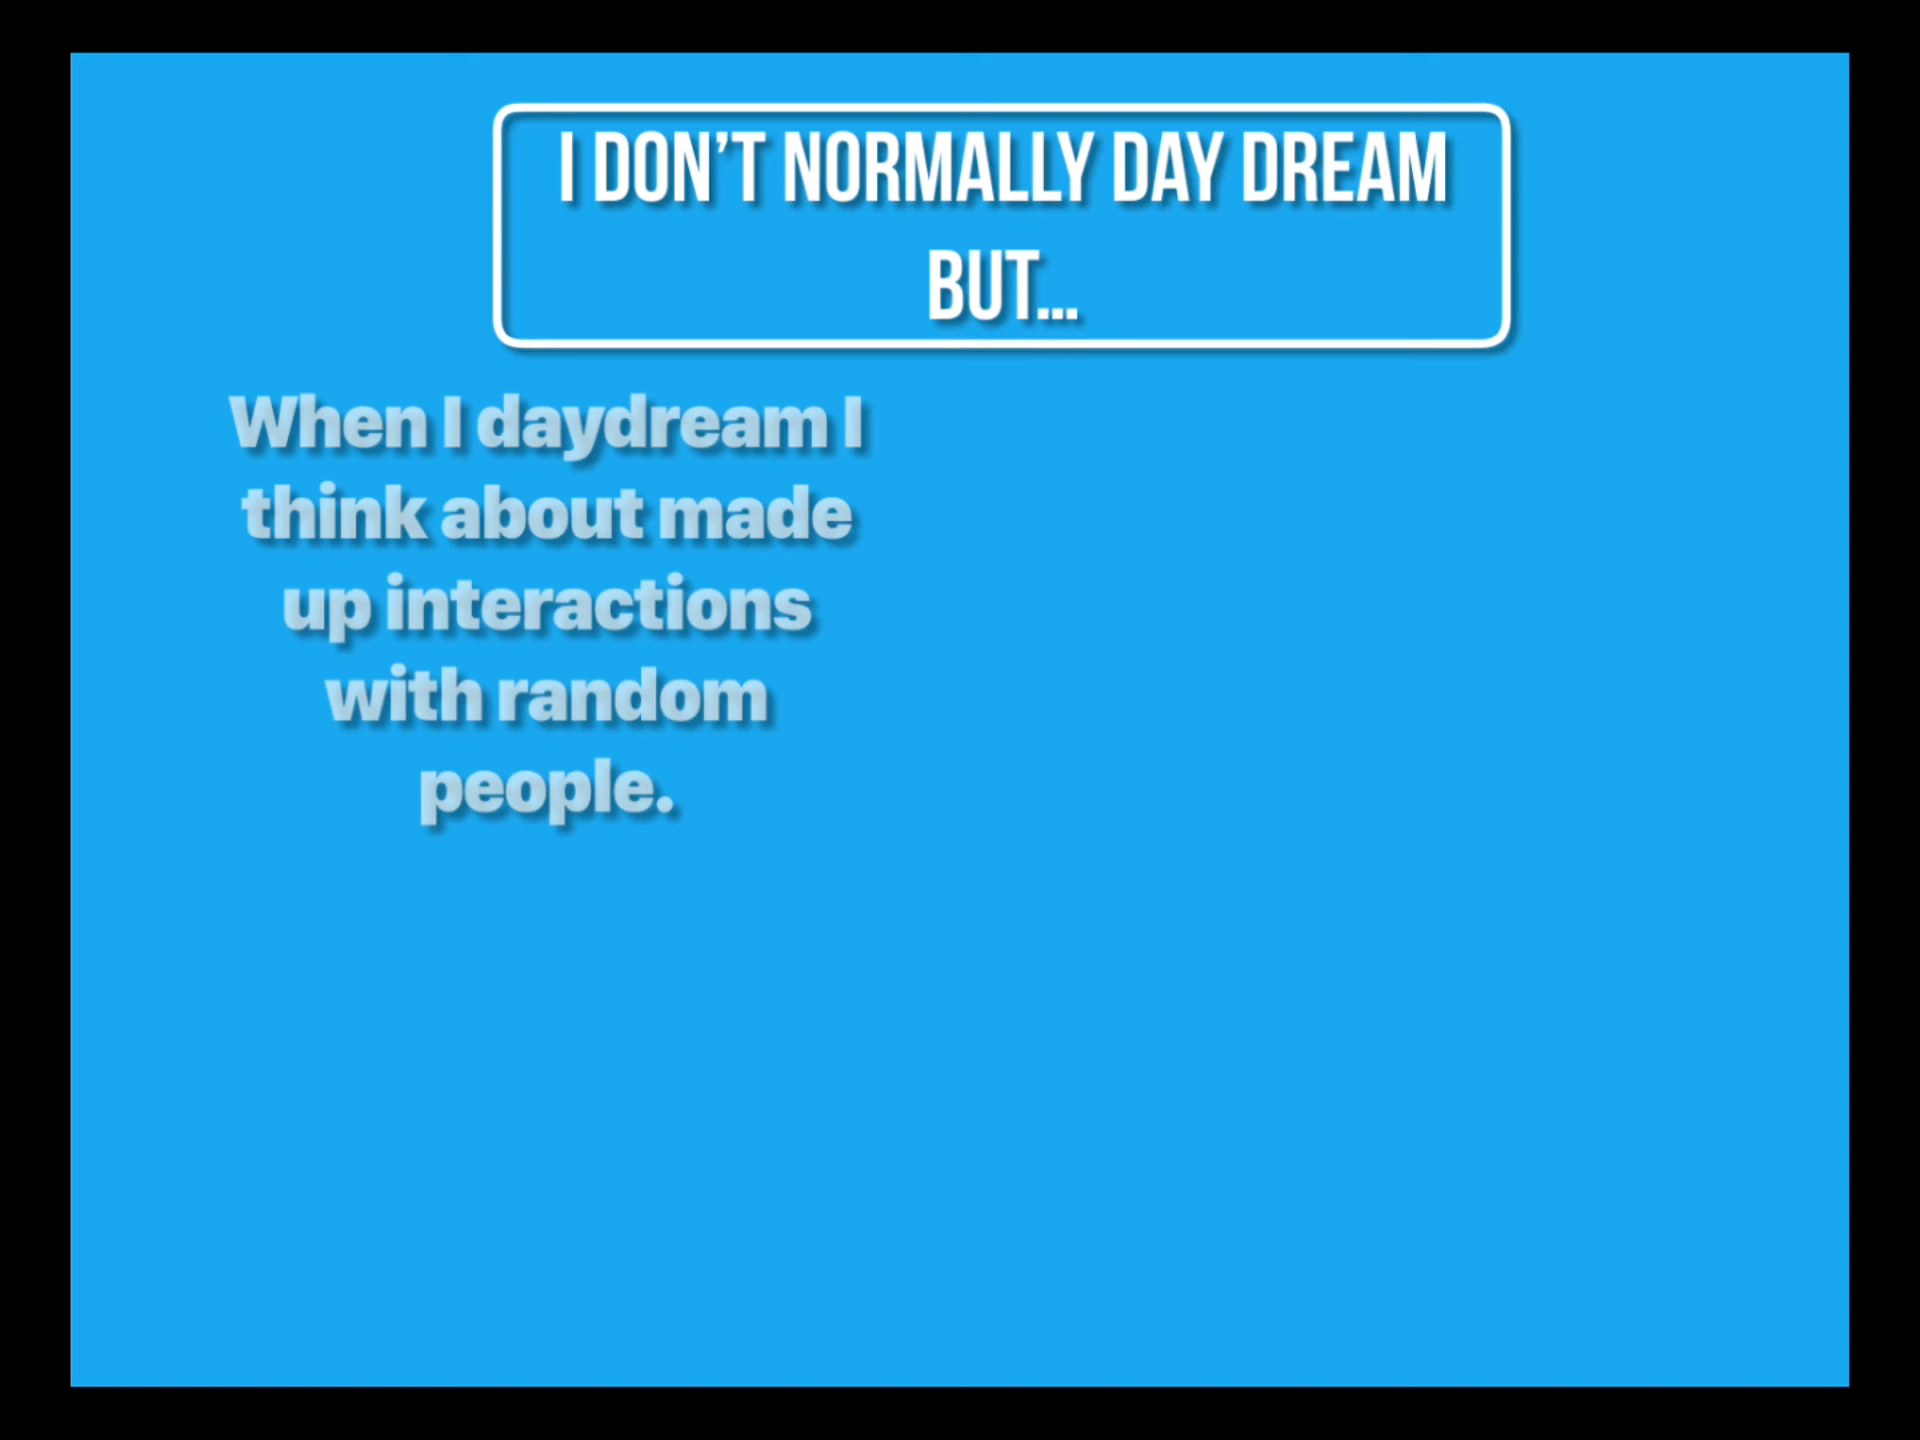 I DON’T NORMALLY DAY DREAM
BUT...
When I daydream I
think about made
up interactions
with random
people.